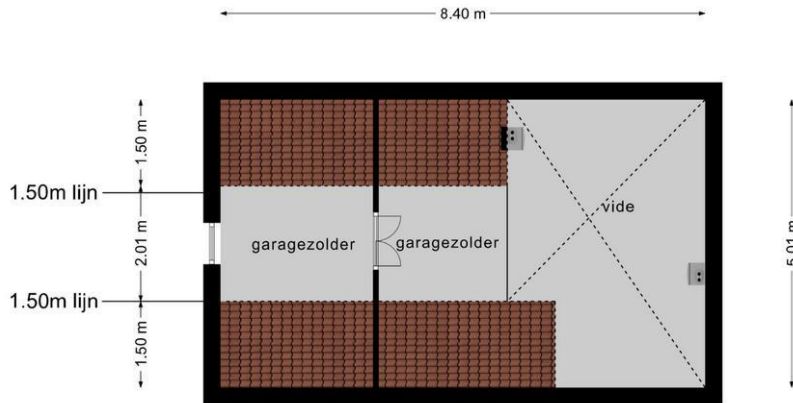 8.40 m
1.50 m
1.50m lijn
2.01 m
garagezolder
garagezolder
vide
5.01 m
1.50m lijn
1.50 m